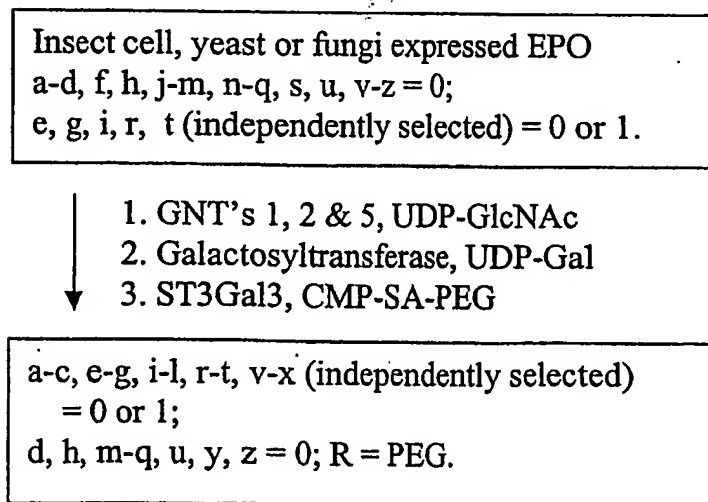 Insect cell, yeast or fungi expressed EPO
a-d, f, h, j-m, n-q, s, u, v-z = 0;
e, g, i, r, t (independently selected) = 0 or 1.
1. GNT's 1, 2 & 5, UDP-GlcNAc
2. Galactosyltransferase, UDP-Gal
3. ST3Gal3, CMP-SA-PEG
a-c, e-g, i-l, r-t, v-x (independently selected)
= 0 or 1;
d, h, m-q, u, y, z = 0; R = PEG.